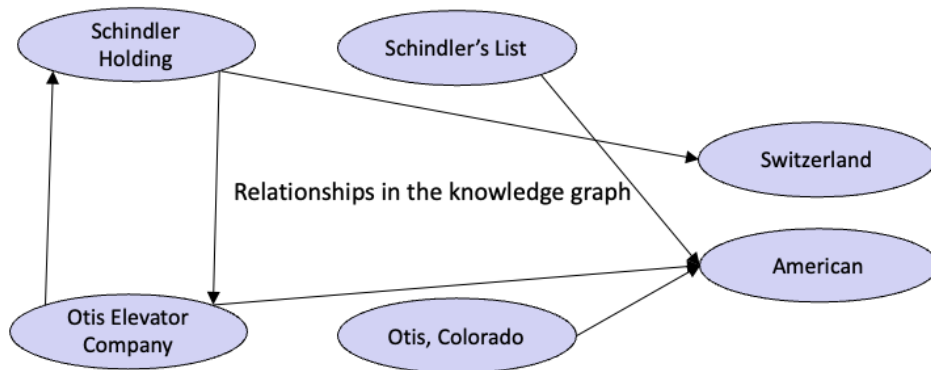 Schindler
Holding
Schindler’s List
Switzerland
Relationships in the knowledge graph
American
Otis Elevator
Company
Otis, Colorado